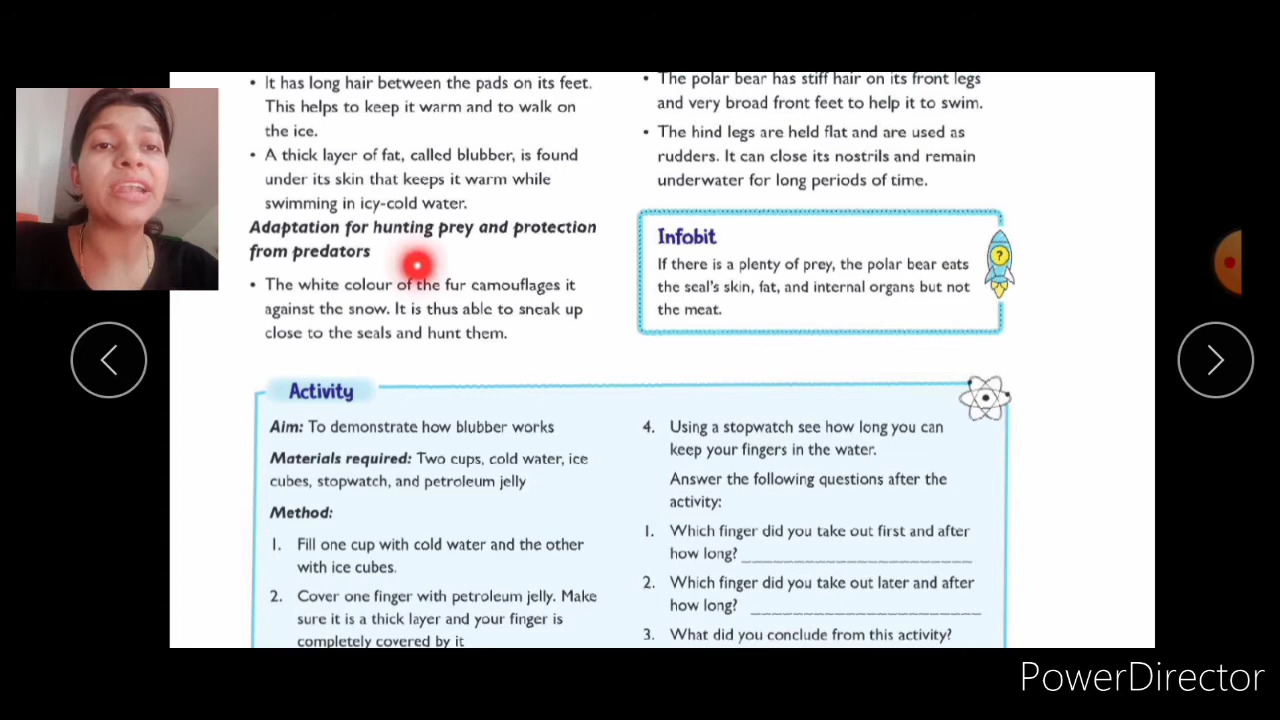 • It has long hair between the pads on its feet.
This helps to keep it warm and to walk on
the ice.
• A thick layer of fat, called blubber, is found
under its skin that keeps it warm while
swimming in icy-cold water.
Adaptation for hunting prey and protection
from predators
• The white colour of the fur camouflages it
against the snow. It is thus able to sneak up
close to the seals and hunt them.
• The polar bear has stiff hair on its front legs
and very broad front feet to help it to swim.
• The hind legs are held flat and are used as
rudders. It can close its nostrils and remain
underwater for long periods of time.
Infobit
If there is a plenty of prey, the polar bear eats
the seal's skin, fat, and internal organs but not
the meat.
?
Activity
Aim: To demonstrate how blubber works
Materials required: Two cups, cold water, ice
cubes, stopwatch, and petroleum jelly
Method:
1. Fill one cup with cold water and the other
with ice cubes.
2. Cover one finger with petroleum jelly. Make
sure it is a thick layer and your finger is
completely covered by it
4. Using a stopwatch see how long you can
keep your fingers in the water.
Answer the following questions after the
activity:
1. Which finger did you take out first and after
how long?
2. Which finger did you take out later and after
how long?
3. What did you conclude from this activity?
PowerDirector